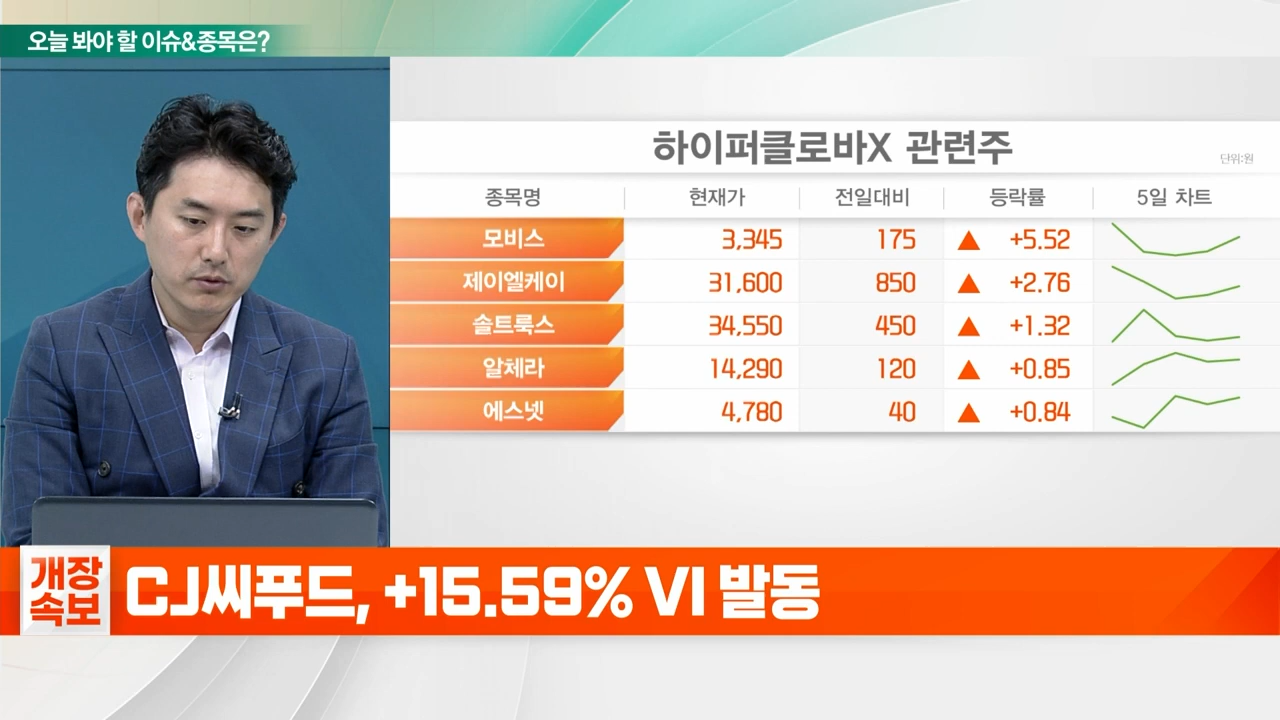 오늘 봐야 할 이슈&종목은?
하이퍼클로바X 관련주
단위:원
종목명 현재가 전일대비 등락률 5일 차트
모비스 3,345 175 ▲ +5.52
제이엘케이 31,600 850 ▲ +2.76
솔트룩스 34,550 450 ▲ +1.32
알체라 14,290 120 ▲ +0.85
에스넷 4,780 40 ▲ +0.84
개장
속보
CJ씨푸드, +15.59% VI 발동